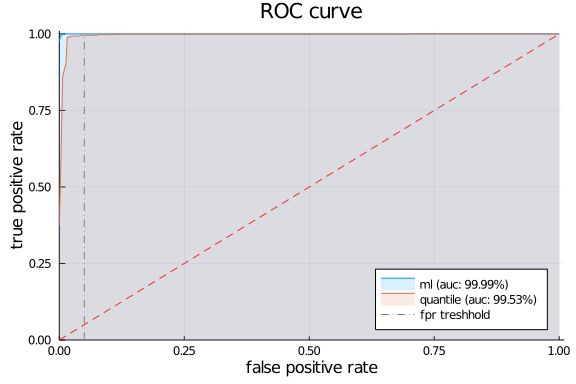 ROC curve
true positive rate
1.00
0.75
0.50
0.25
0.00
0.00 0.25 0.50 0.75 1.00
false positive rate
ml (auc: 99.99%)
quantile (auc: 99.53%)
fpr treshhold